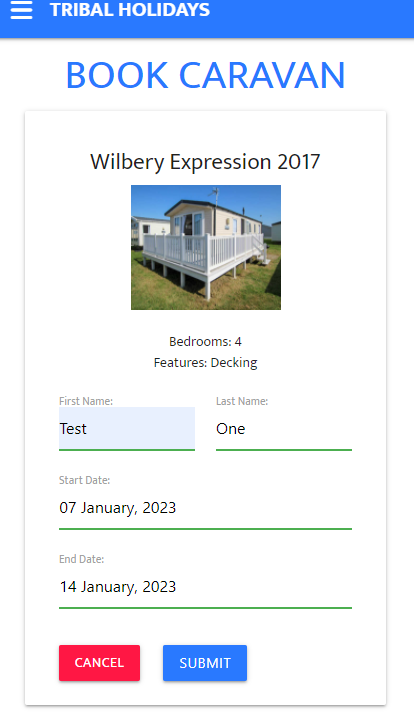 TRIBAL HOLIDAYS
BOOK CARAVAN
Wilbery Expression 2017
Bedrooms: 4
Features: Decking
First Name: Last Name:
Test One
Start Date:
07 January, 2023
End Date:
14 January, 2023
CANCEL SUBMIT